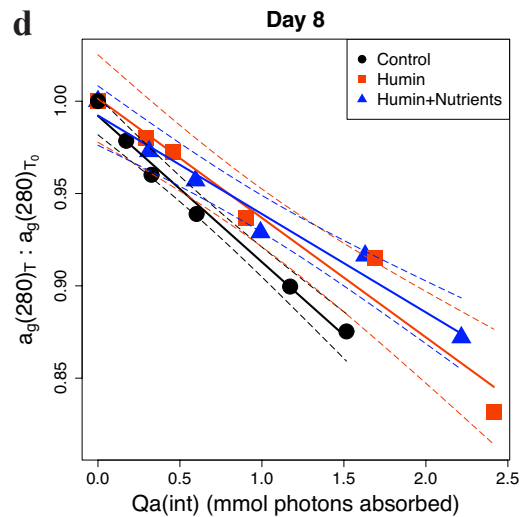 d
Day 8
Control
Humin
Humin+Nutrients
a_g(280)_T : a_g(280)_{T_0}
1.00
0.95
0.90
0.85
0.0 0.5 1.0 1.5 2.0 2.5
Qa(int) (mmol photons absorbed)